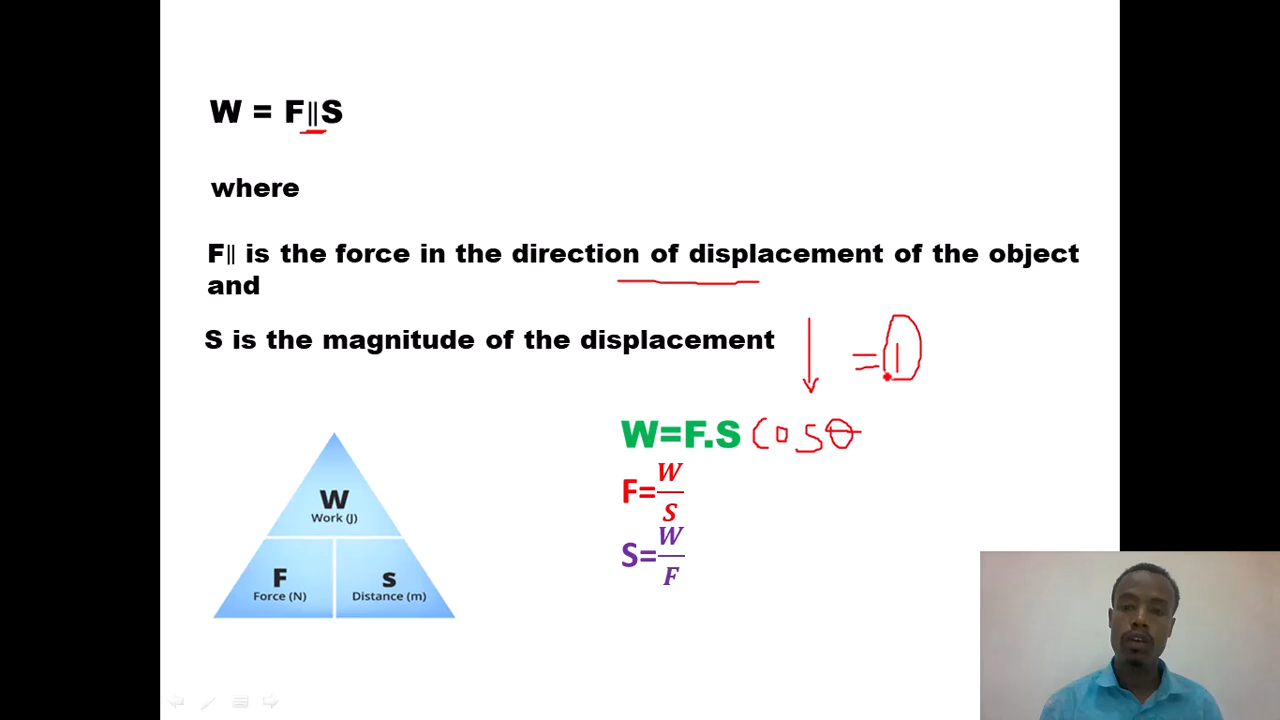 W = F∥S
where
F∥ is the force in the direction of displacement of the object
and
S is the magnitude of the displacement
=1
W=F.S cosθ
F=W/S
S=W/F
W
Work (J)
F
Force (N)
s
Distance (m)